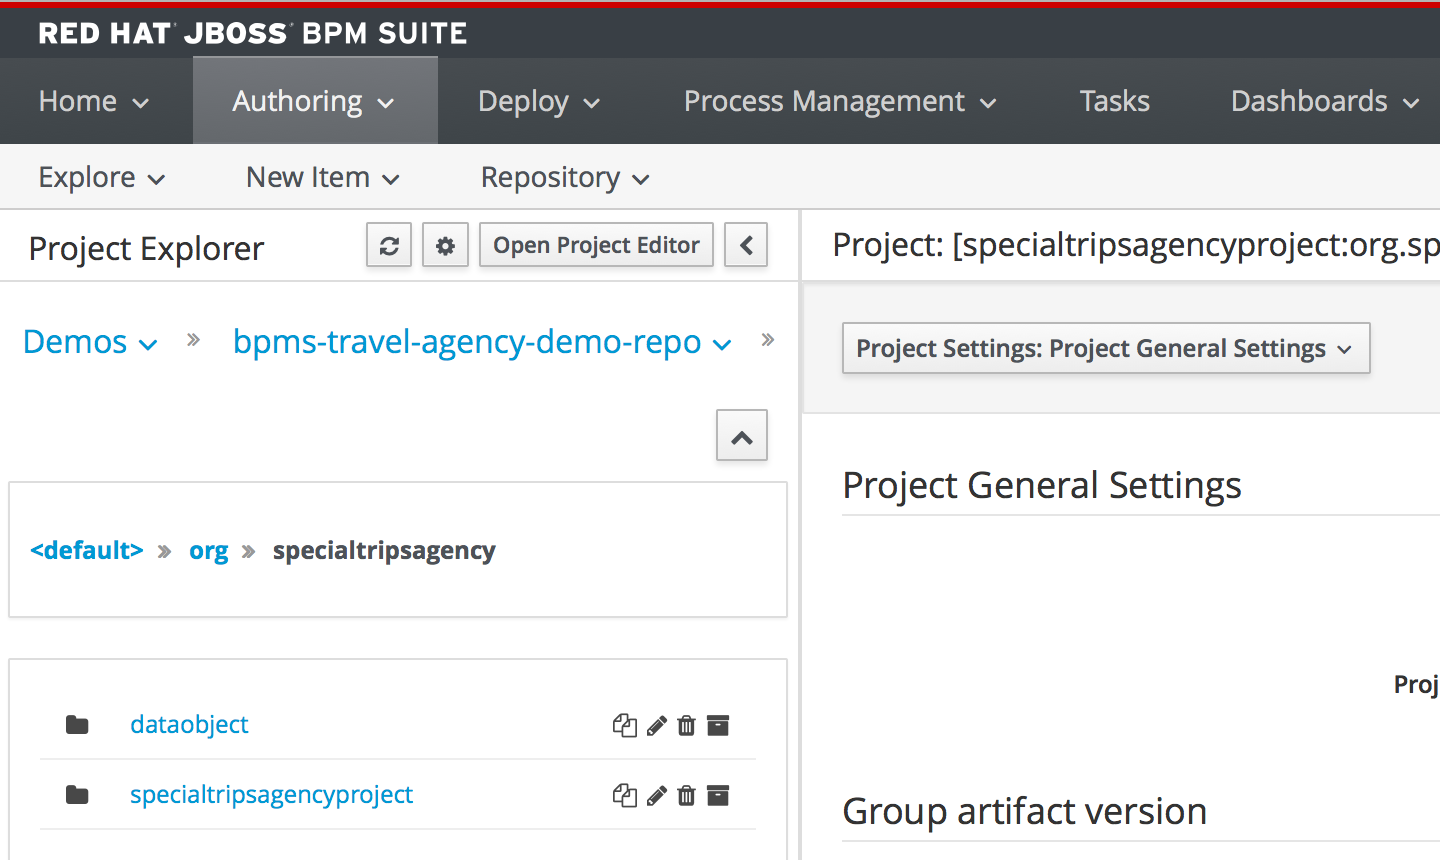 RED HAT JBOSS BPM SUITE
Home Authoring Deploy Process Management Tasks Dashboards
Explore New Item Repository
Project Explorer Open Project Editor
Demos » bpms-travel-agency-demo-repo »
<default> » org » specialtripsagency
dataobject
specialtripsagencyproject
Project: [specialtripsagencyproject:org.sp
Project Settings: Project General Settings
Project General Settings
Proj
Group artifact version